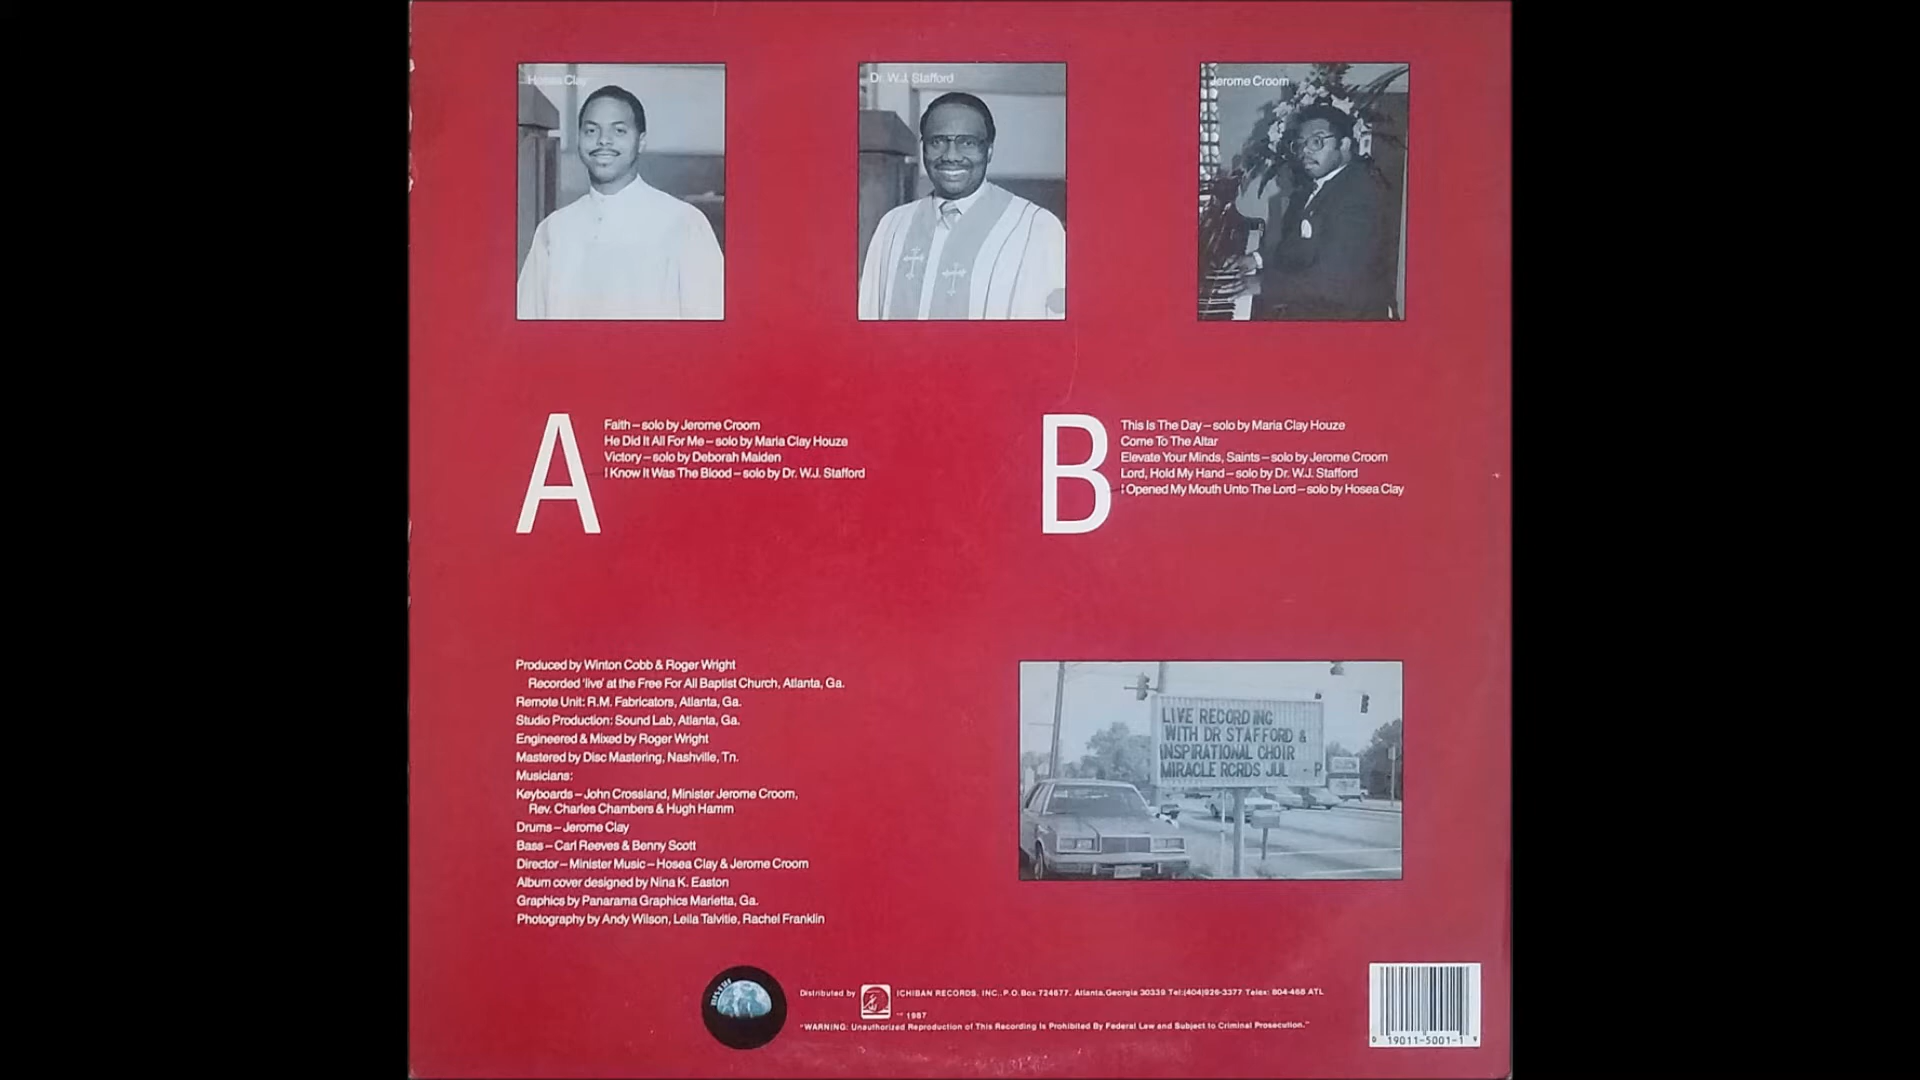 Hosea Clay
Dr. W.J. Stafford
Jerome Croom
A
Faith – solo by Jerome Croom
He Did It All For Me – solo by Maria Clay Houze
Victory – solo by Deborah Maiden
I Know It Was The Blood – solo by Dr. W.J. Stafford
B
This Is The Day – solo by Maria Clay Houze
Come To The Altar
Elevate Your Minds, Saints – solo by Jerome Croom
Lord, Hold My Hand – solo by Dr. W.J. Stafford
I Opened My Mouth Unto The Lord – solo by Hosea Clay
Produced by Winton Cobb & Roger Wright
Recorded 'live' at the Free For All Baptist Church, Atlanta, Ga.
Remote Unit: R.M. Fabricators, Atlanta, Ga.
Studio Production: Sound Lab, Atlanta, Ga.
Engineered & Mixed by Roger Wright
Mastered by Disc Mastering, Nashville, Tn.
Musicians:
Keyboards – John Crossland, Minister Jerome Croom,
Rev. Charles Chambers & Hugh Hamm
Drums – Jerome Clay
Bass – Carl Reeves & Benny Scott
Director – Minister Music – Hosea Clay & Jerome Croom
Album cover designed by Nina K. Easton
Graphics by Panarama Graphics Marietta, Ga.
Photography by Andy Wilson, Leila Talvitie, Rachel Franklin
LIVE RECORDING
WITH DR STAFFORD &
INSPIRATIONAL CHOIR
MIRACLE RCRDS JUL P
Distributed by ICHIBAN RECORDS, INC., P.O. Box 724677, Atlanta, Georgia 30339 Tel:(404)926-3377 Telex: 804-468 ATL
1987
"WARNING: Unauthorized Reproduction of This Recording Is Prohibited By Federal Law and Subject to Criminal Prosecution."
0 19011-5001-1 9